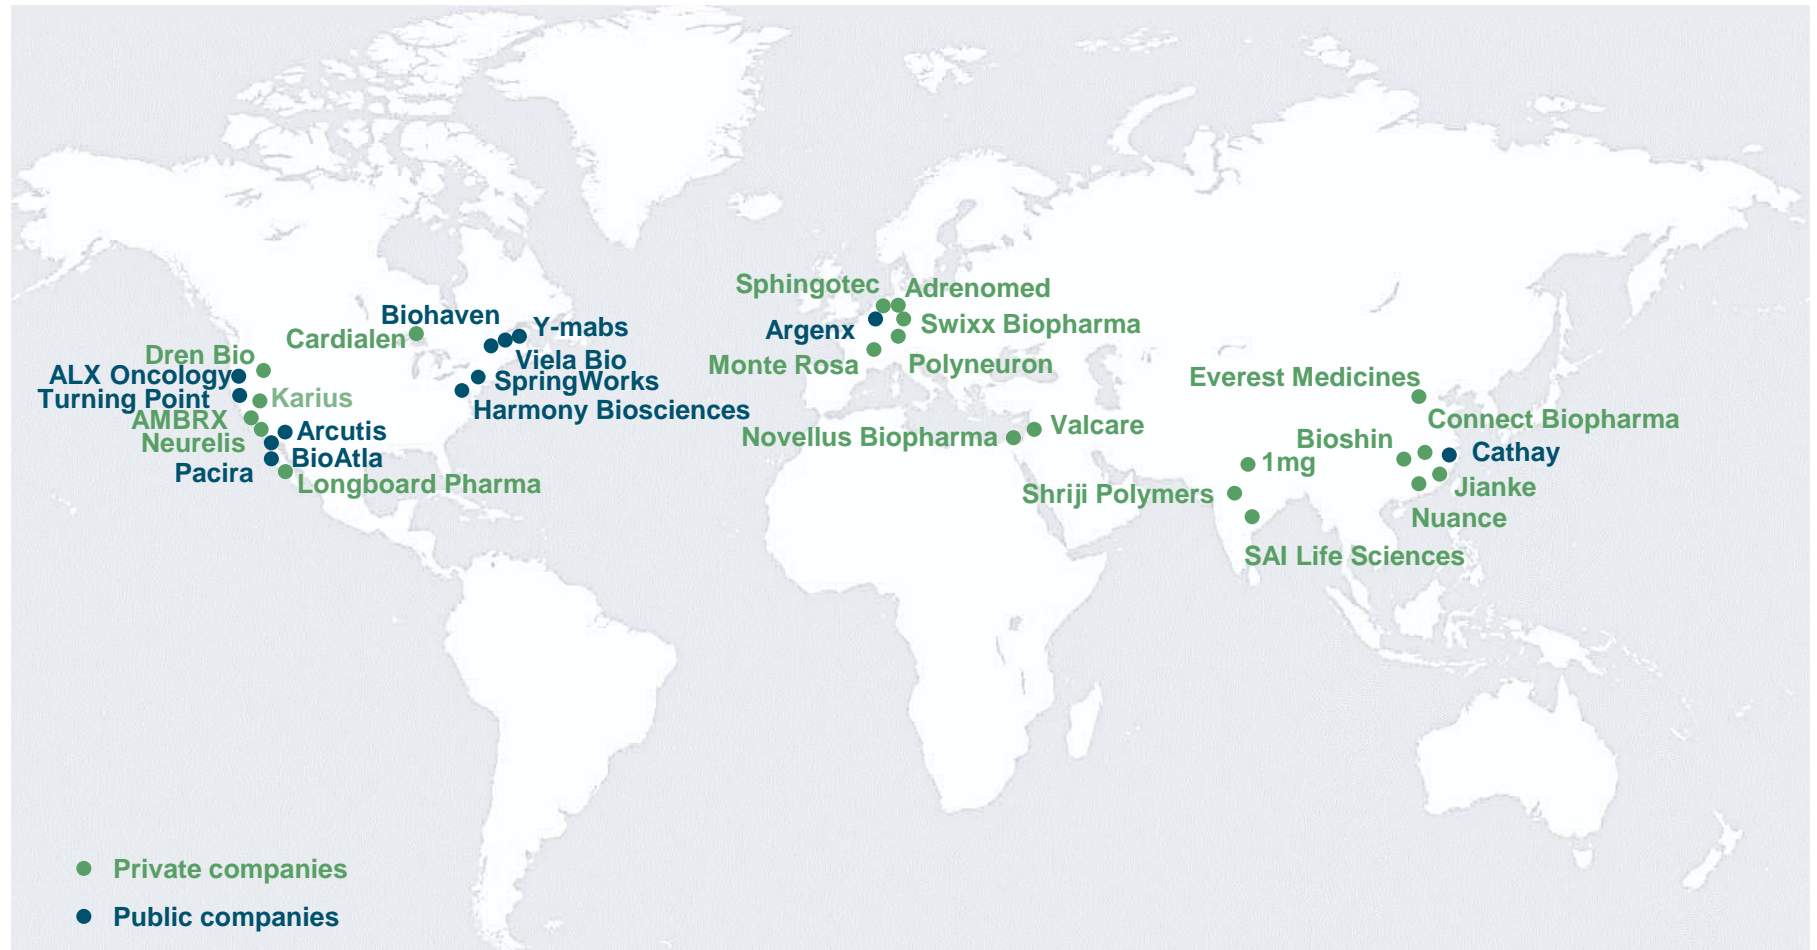 Biohaven
Y-mabs
Cardialen
Viela Bio
Dren Bio
ALX Oncology
SpringWorks
Turning Point
Karius
Harmony Biosciences
AMBRX
Arcutis
Neurelis
BioAtla
Pacira
Longboard Pharma
Sphingotec
Adrenomed
Argenx
Swixx Biopharma
Monte Rosa
Polyneuron
Novellus Biopharma
Valcare
Everest Medicines
Connect Biopharma
Bioshin
Cathay
1mg
Shriji Polymers
Jianke
Nuance
SAI Life Sciences
Private companies
Public companies